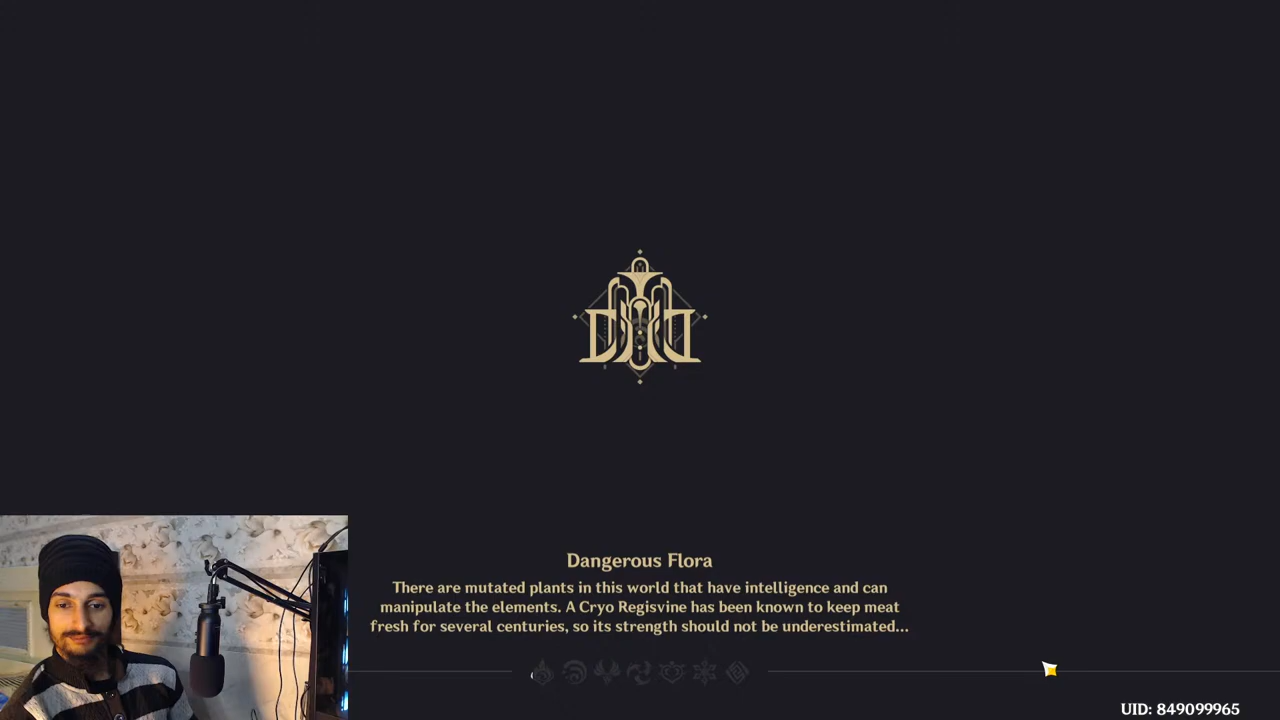 Dangerous Flora
There are mutated plants in this world that have intelligence and can
manipulate the elements. A Cryo Regisvine has been known to keep meat
fresh for several centuries, so its strength should not be underestimated...
UID: 849099965